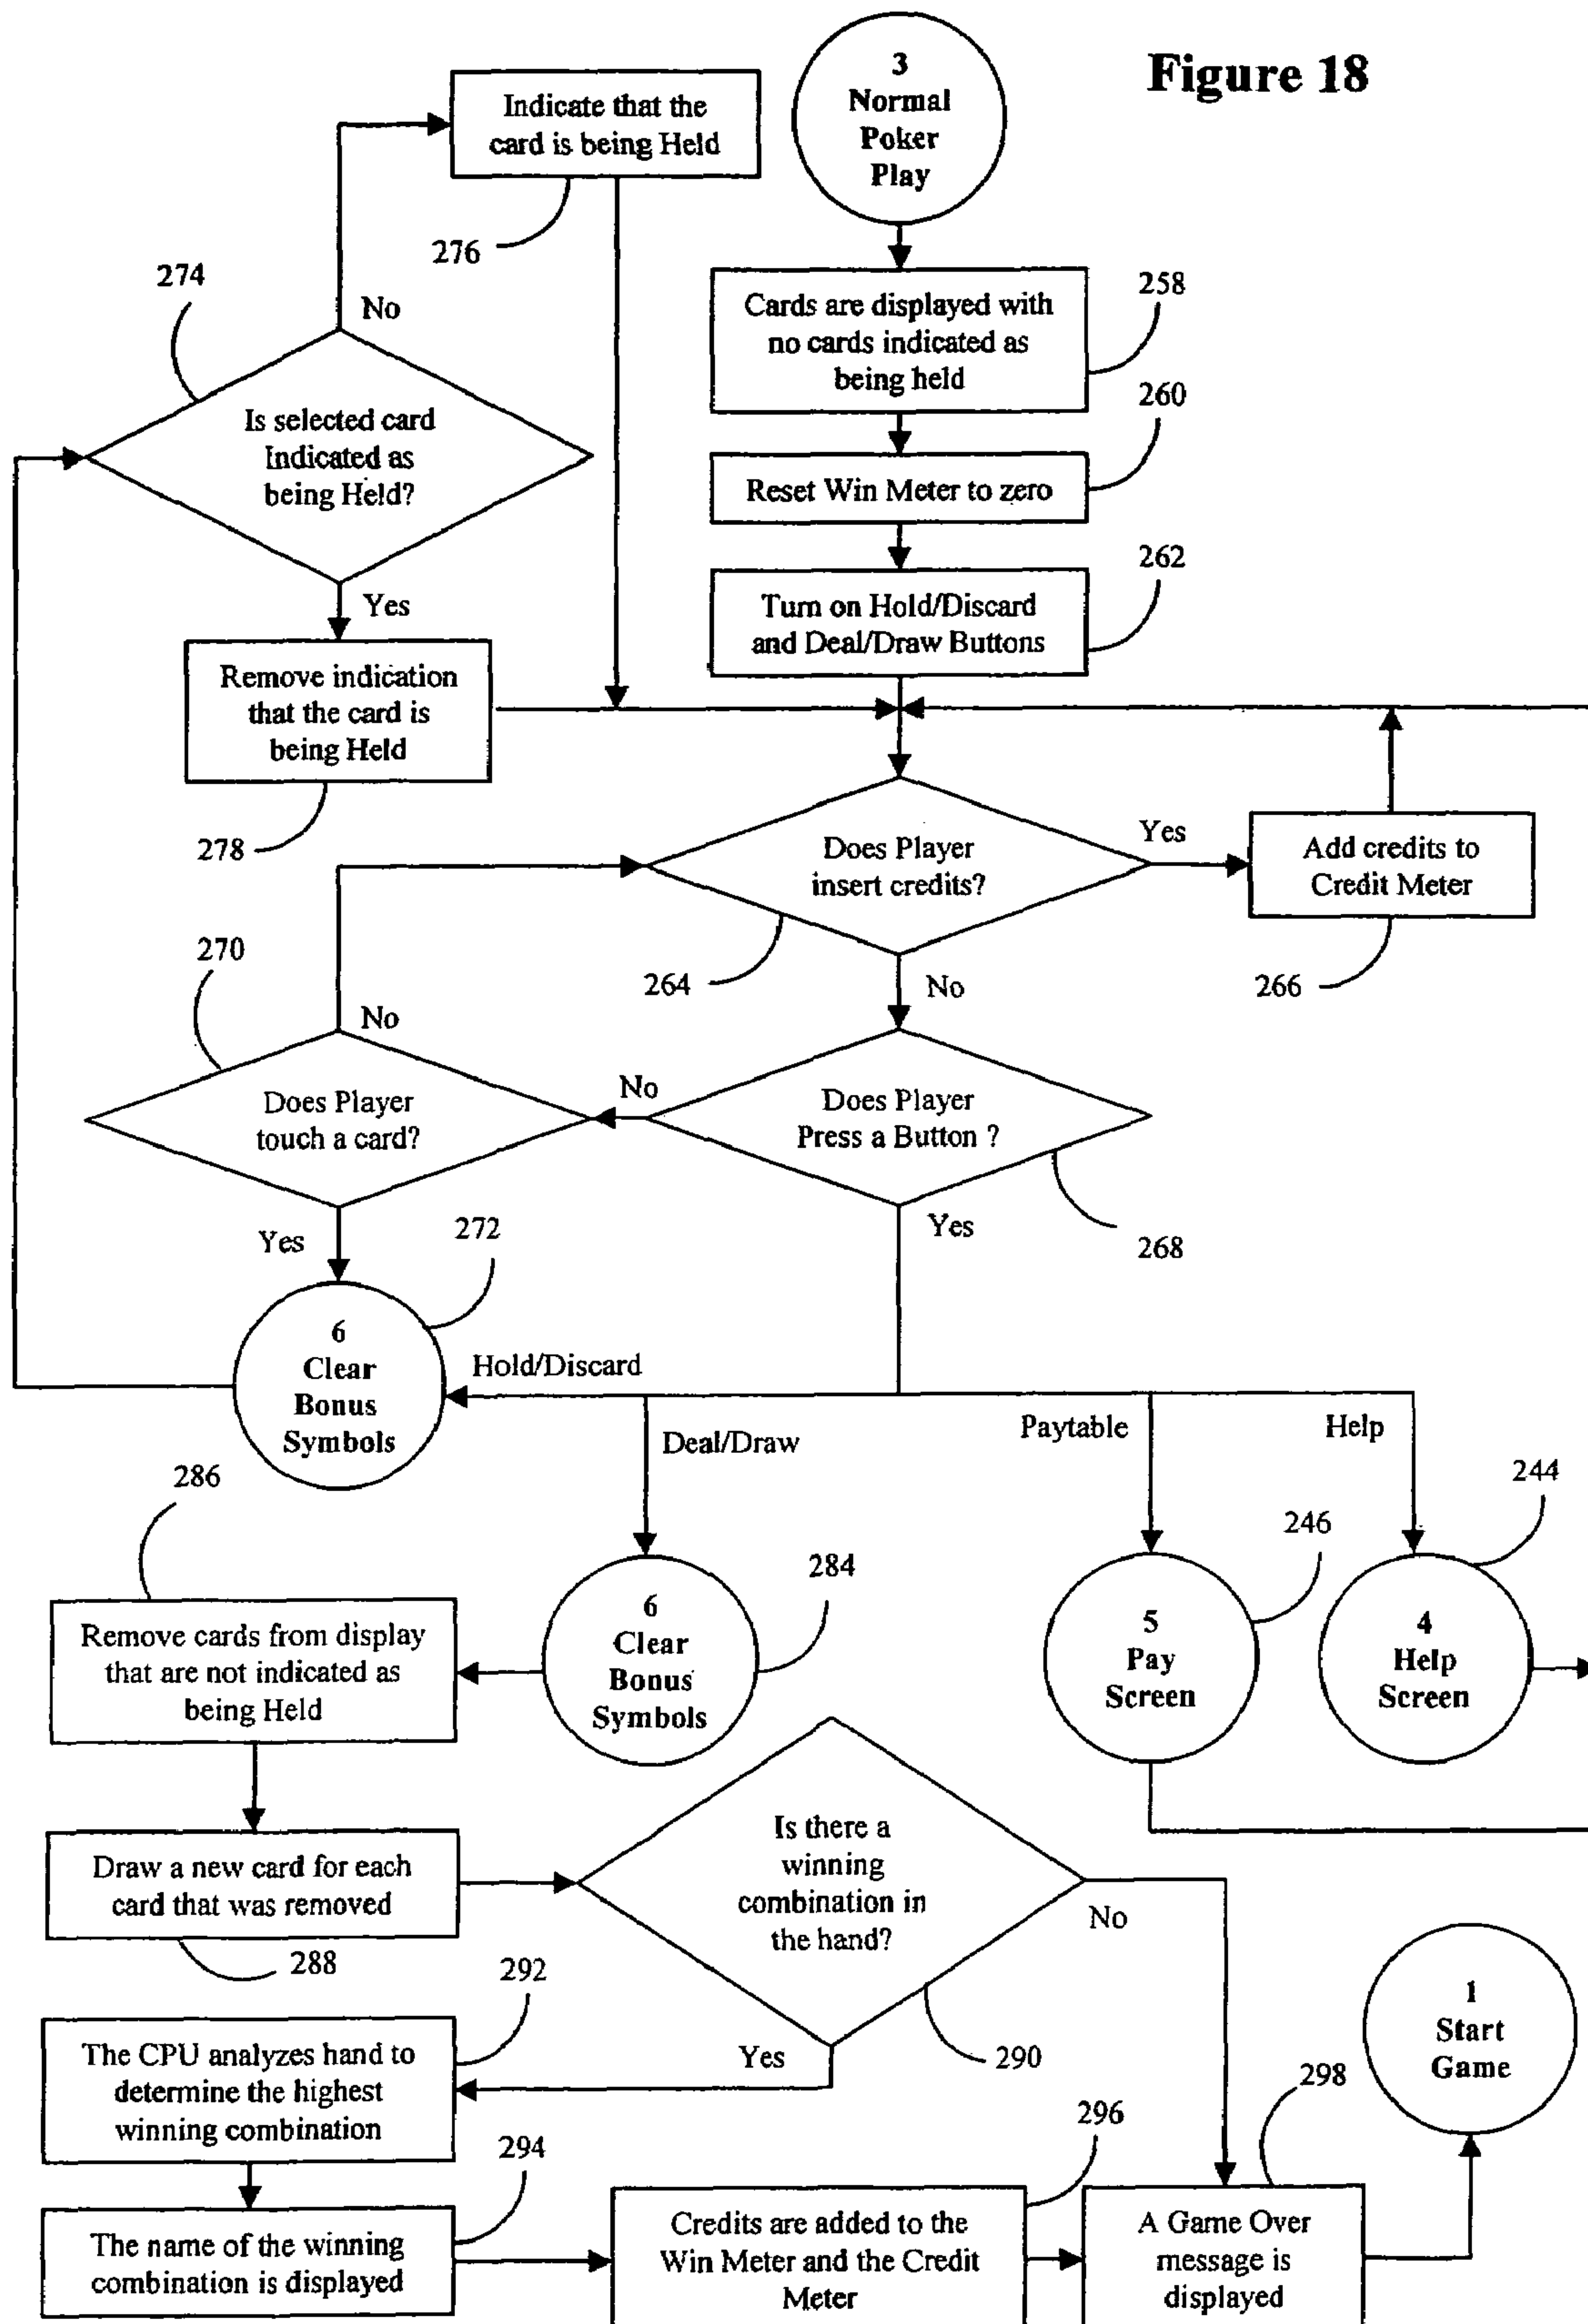 Figure 18
3
Normal
Poker
Play
Indicate that the
card is being Held
276
274
No
Cards are displayed with
no cards indicated as
being held
258
260
Is selected card
Indicated as
being Held?
Reset Win Meter to zero
262
Yes
Turn on Hold/Discard
and Deal/Draw Buttons
Remove indication
that the card is
being Held
278
Does Player
insert credits?
Yes
Add credits to
Credit Meter
264
266
No
270
No
Does Player
touch a card?
No
Does Player
Press a Button ?
268
Yes
Yes
272
6
Clear
Bonus
Symbols
Hold/Discard
Deal/Draw
Paytable
Help
286
284
246
244
Remove cards from display
that are not indicated as
being Held
6
Clear
Bonus
Symbols
5
Pay
Screen
4
Help
Screen
Draw a new card for each
card that was removed
288
Is there a
winning
combination in
the hand?
No
290
Yes
292
The CPU analyzes hand to
determine the highest
winning combination
1
Start
Game
294
296
298
The name of the winning
combination is displayed
Credits are added to the
Win Meter and the Credit
Meter
A Game Over
message is
displayed